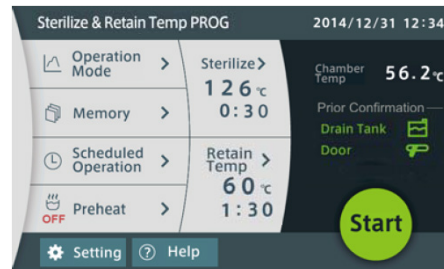 Sterilize & Retain Temp PROG
2014/12/31 12:34
Operation
Mode
>
Memory >
Scheduled
Operation
>
OFF Preheat >
Sterilize>
126℃
0:30
Retain
Temp
>
60℃
1:30
Chamber
Temp
56.2℃
Prior Confirmation
Drain Tank
Door
Start
Setting
? Help